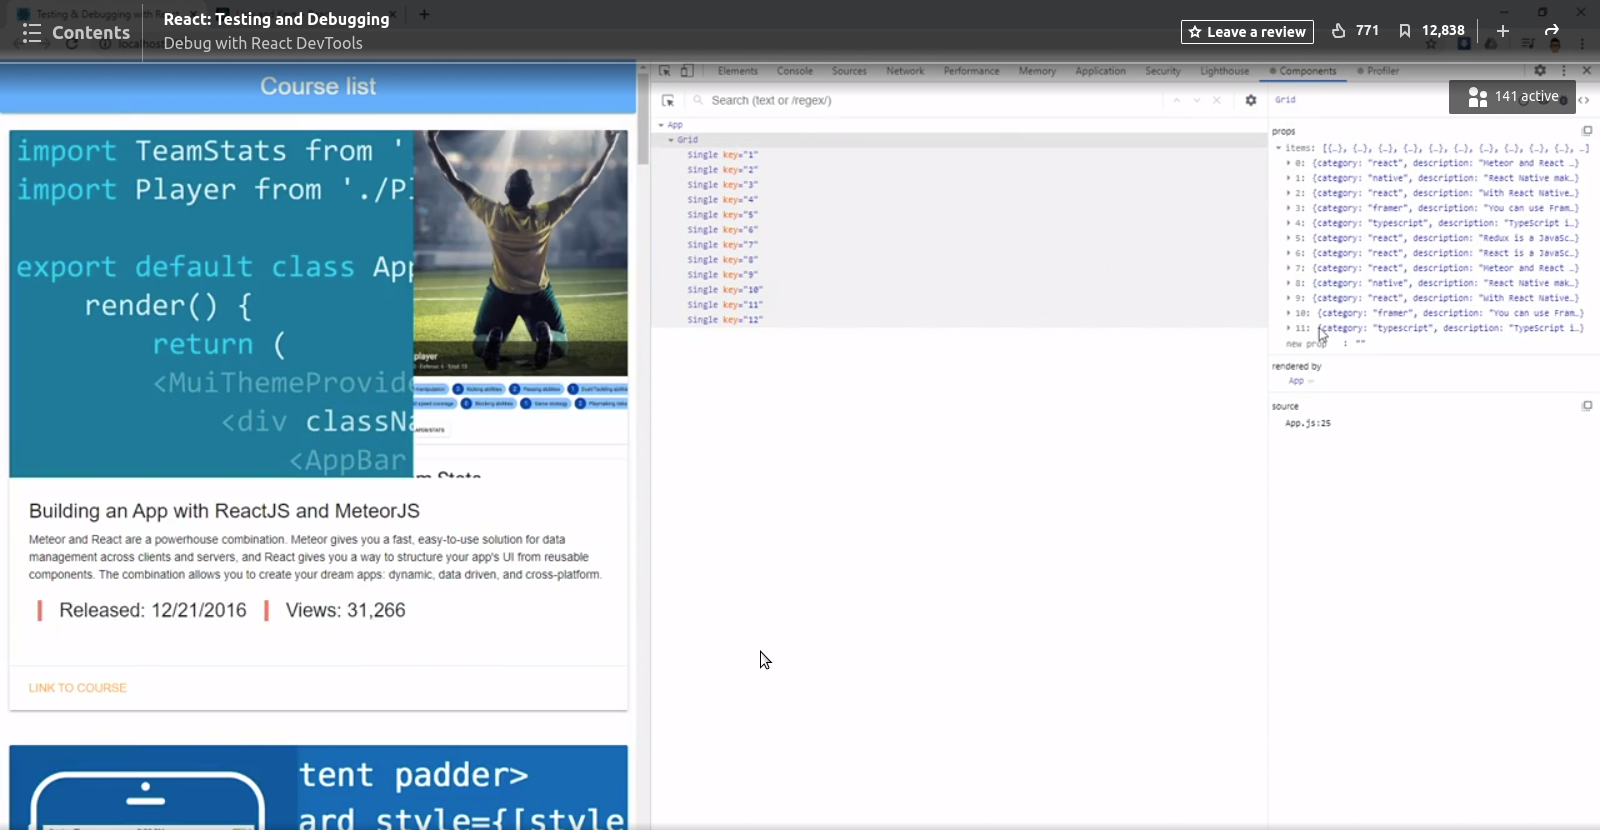 Contents
React: Testing and Debugging
Debug with React DevTools
Leave a review
771
12,838
141 active
Course list
import TeamStats from '
import Player from './Pl
export default class App
render() {
return (
<MuiThemeProvide
<div classNa
<AppBar
player
Building an App with ReactJS and MeteorJS
Meteor and React are a powerhouse combination. Meteor gives you a fast, easy-to-use solution for data
management across clients and servers, and React gives you a way to structure your app's UI from reusable
components. The combination allows you to create your dream apps: dynamic, data driven, and cross-platform.
Released: 12/21/2016
Views: 31,266
LINK TO COURSE
tent padder>
ard style={[style
Elements Console Sources Network Performance Memory Application Security Lighthouse Components Profiler
Search (text or /regex/)
App
Grid
Single key="1"
Single key="2"
Single key="3"
Single key="4"
Single key="5"
Single key="6"
Single key="7"
Single key="8"
Single key="9"
Single key="10"
Single key="11"
Single key="12"
Grid
props
items: [{…}, {…}, {…}, {…}, {…}, {…}, {…}, {…}, {…}, {…}, …]
0: {category: "react", description: "Meteor and React …}
1: {category: "native", description: "React Native mak…}
2: {category: "react", description: "With React Native…}
3: {category: "framer", description: "You can use Fram…}
4: {category: "typescript", description: "TypeScript i…}
5: {category: "react", description: "Redux is a JavaSc…}
6: {category: "react", description: "React is a JavaSc…}
7: {category: "react", description: "Meteor and React …}
8: {category: "native", description: "React Native mak…}
9: {category: "react", description: "With React Native…}
10: {category: "framer", description: "You can use Fram…}
11: {category: "typescript", description: "TypeScript i…}
new prop : ""
rendered by
App
source
App.js:25